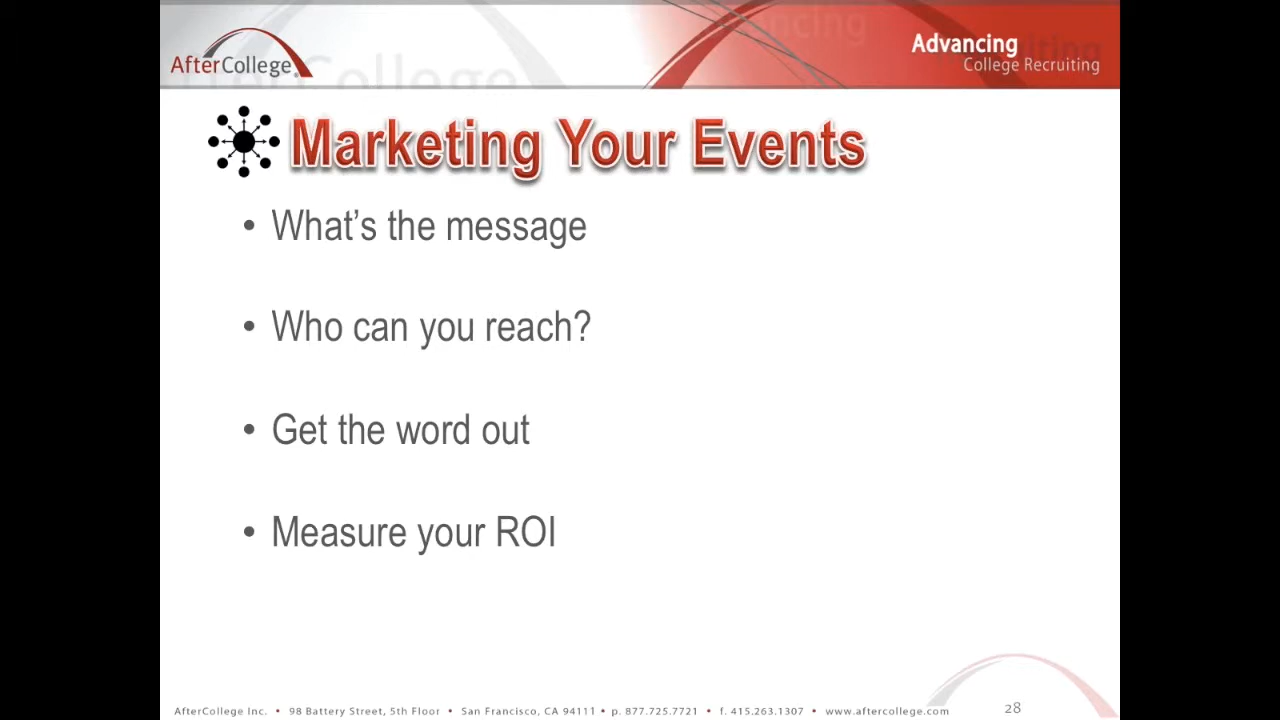 AfterCollege
Advancing
College Recruiting
Marketing Your Events
• What's the message
• Who can you reach?
• Get the word out
• Measure your ROI
AfterCollege Inc. • 98 Battery Street, 5th Floor • San Francisco, CA 94111 • p. 877.725.7721 • f. 415.263.1307 • www.aftercollege.com
28